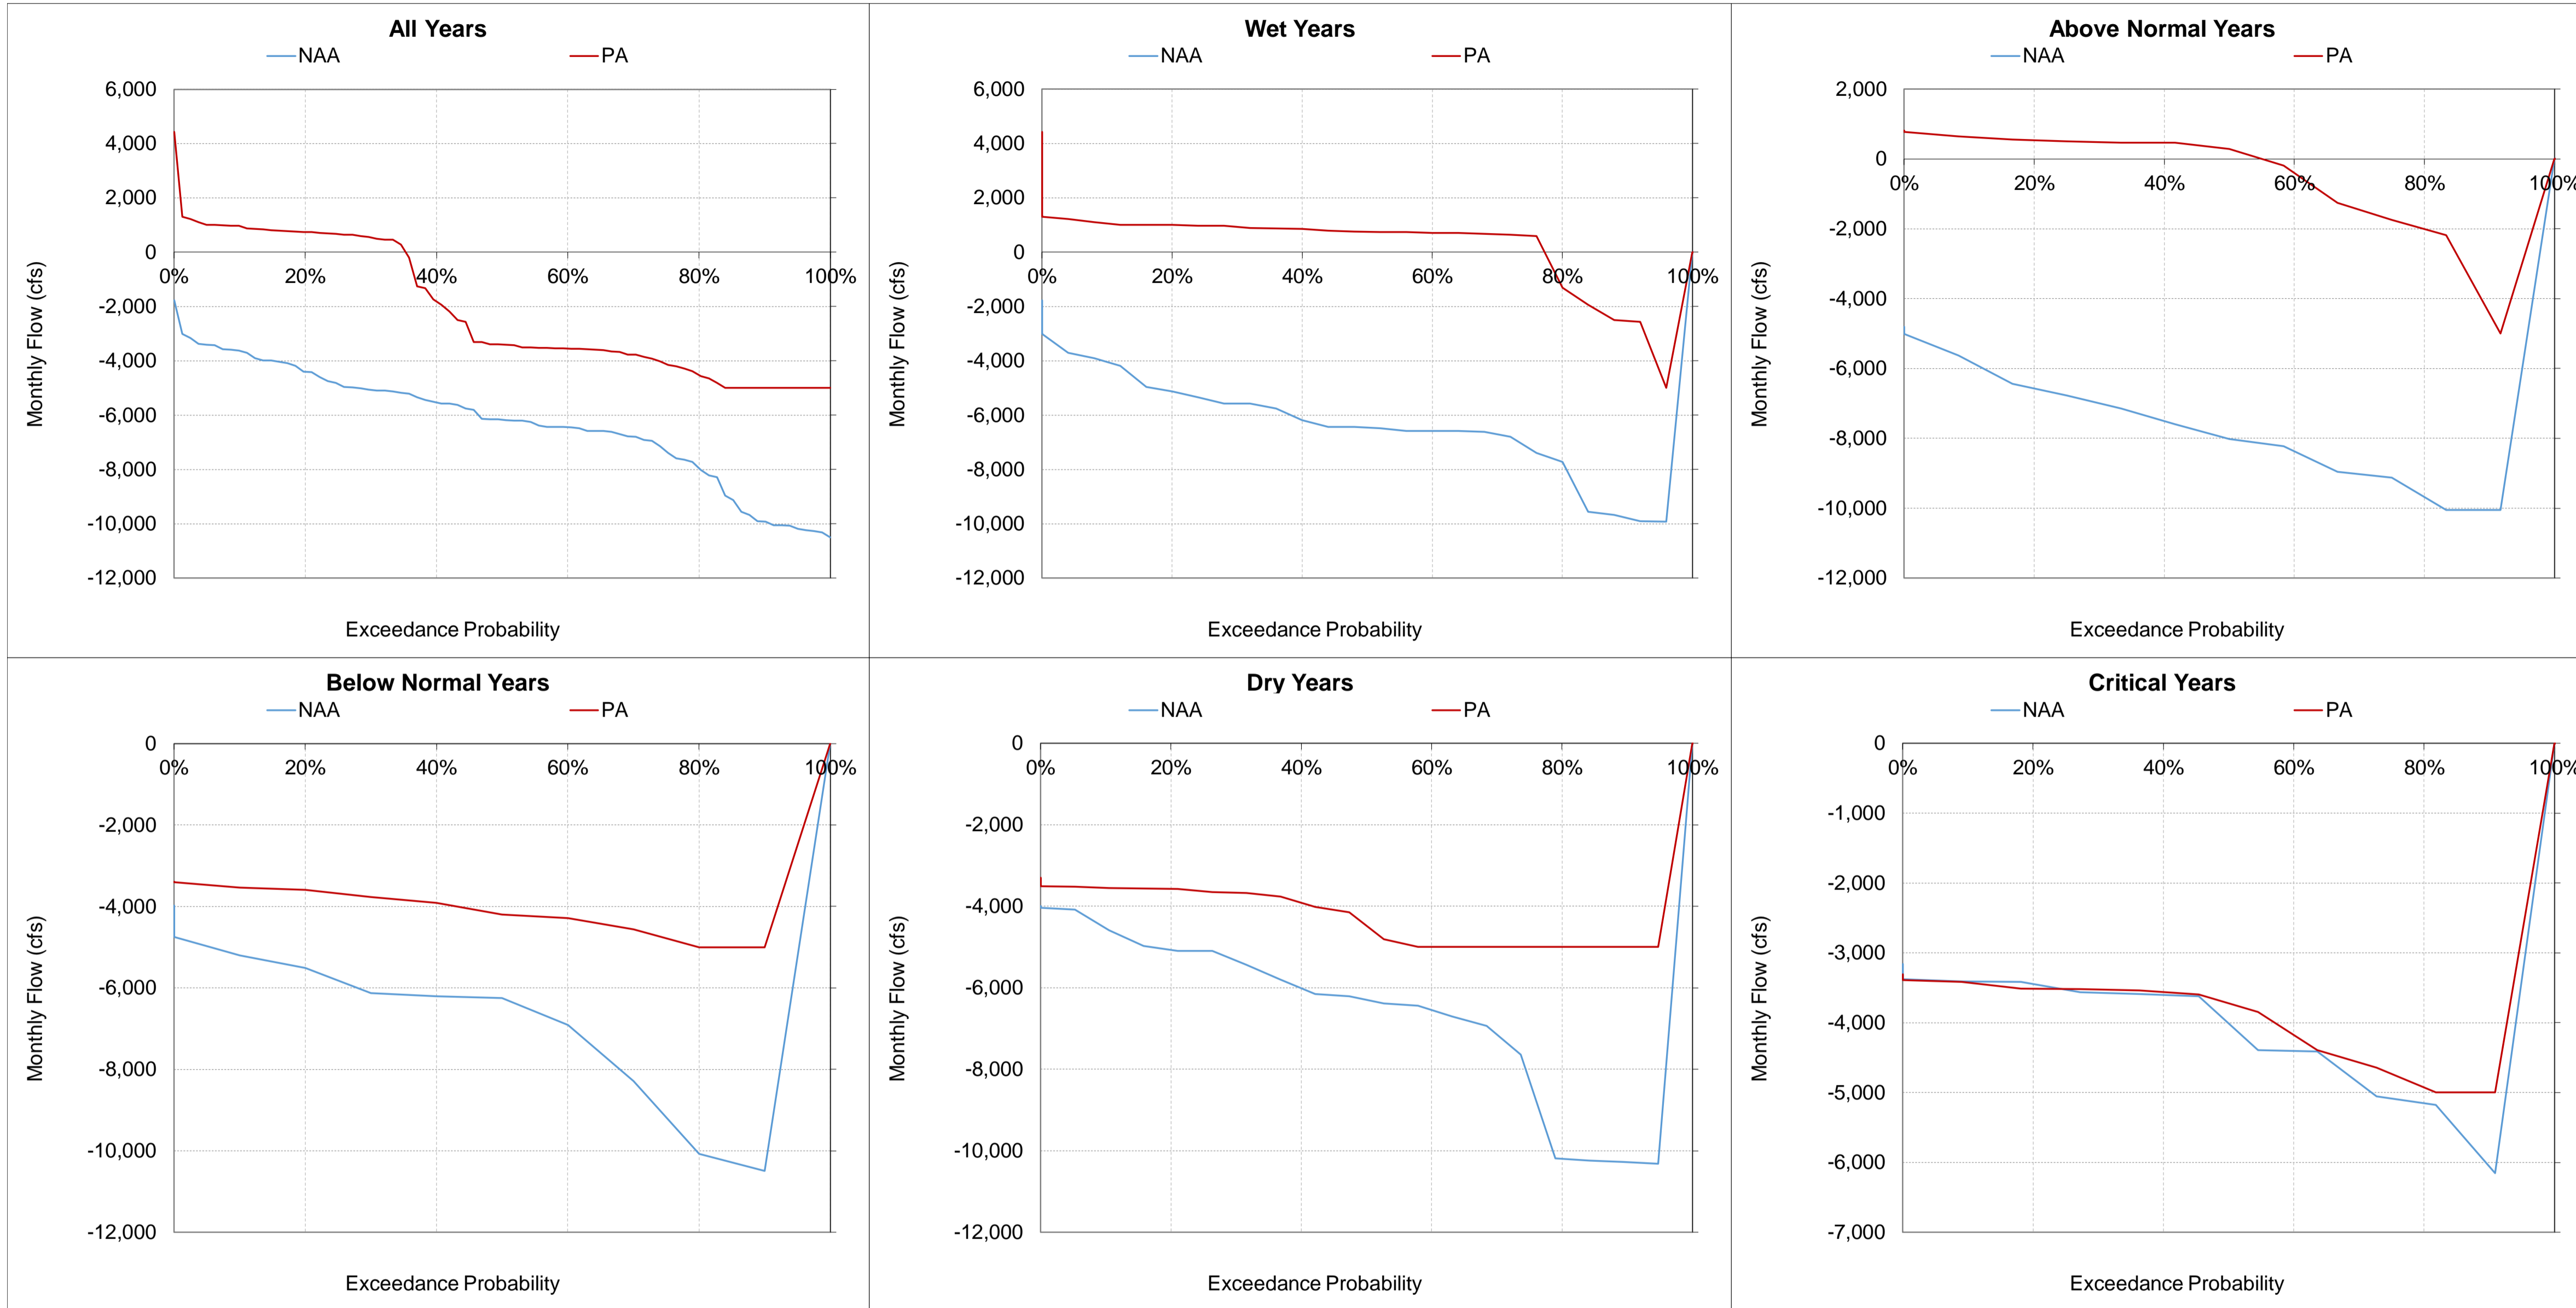 All Years
NAA PA
6,000
4,000
2,000
0
0% 20% 40% 60% 80% 100%
-2,000
-4,000
-6,000
-8,000
-10,000
-12,000
Monthly Flow (cfs)
Exceedance Probability
Wet Years
NAA PA
6,000
4,000
2,000
0
0% 20% 40% 60% 80% 100%
-2,000
-4,000
-6,000
-8,000
-10,000
-12,000
Monthly Flow (cfs)
Exceedance Probability
Above Normal Years
NAA PA
2,000
0
0% 20% 40% 60% 80% 100%
-2,000
-4,000
-6,000
-8,000
-10,000
-12,000
Monthly Flow (cfs)
Exceedance Probability
Below Normal Years
NAA PA
0
0% 20% 40% 60% 80% 100%
-2,000
-4,000
-6,000
-8,000
-10,000
-12,000
Monthly Flow (cfs)
Exceedance Probability
Dry Years
NAA PA
0
0% 20% 40% 60% 80% 100%
-2,000
-4,000
-6,000
-8,000
-10,000
-12,000
Monthly Flow (cfs)
Exceedance Probability
Critical Years
NAA PA
0
0% 20% 40% 60% 80% 100%
-1,000
-2,000
-3,000
-4,000
-5,000
-6,000
-7,000
Monthly Flow (cfs)
Exceedance Probability